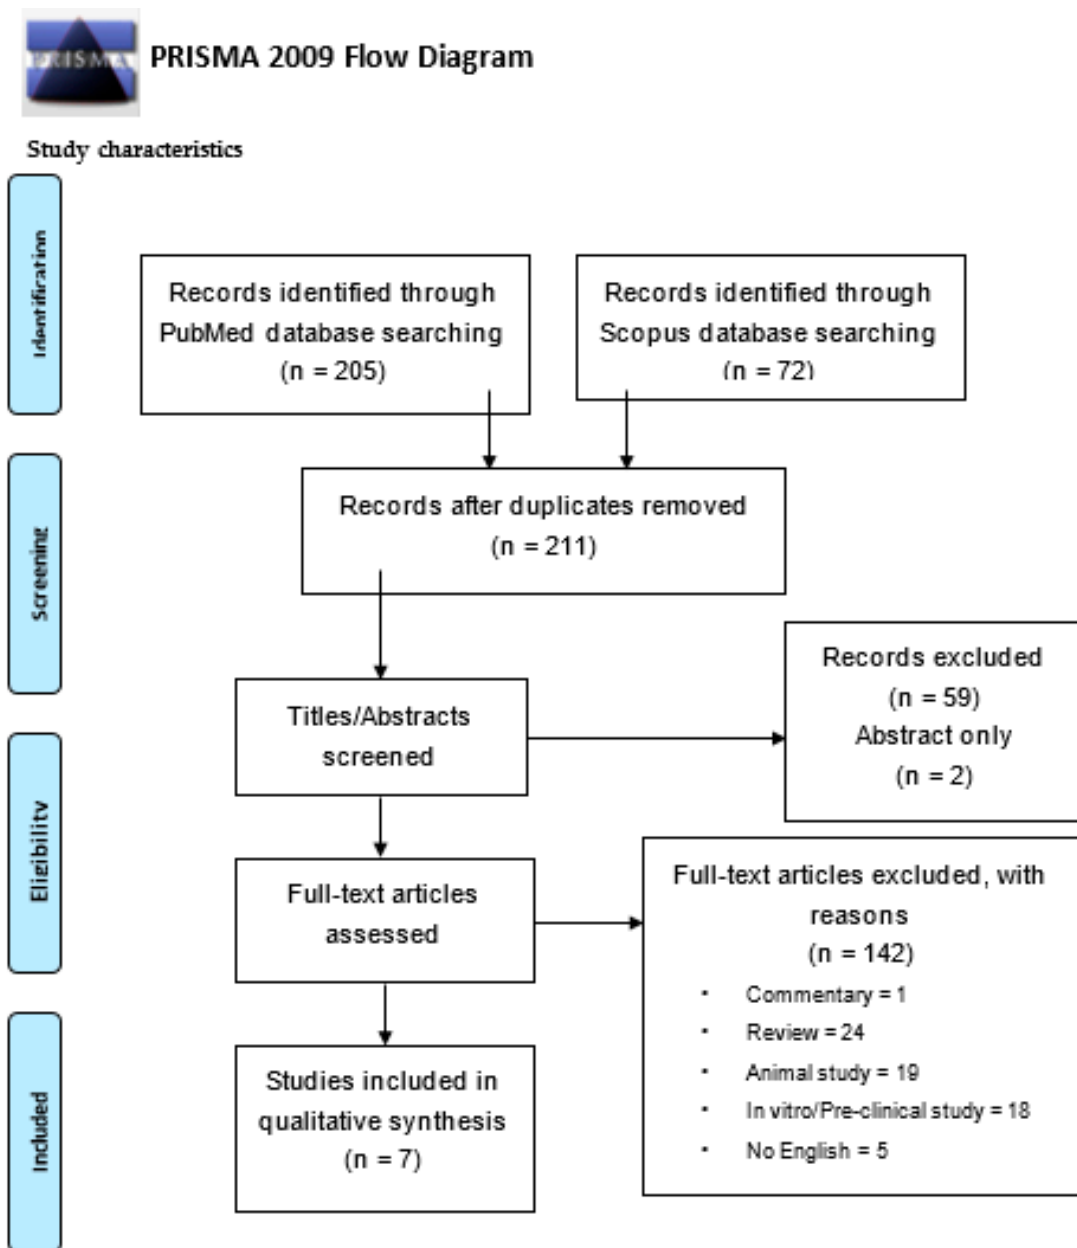 PRISMA
PRISMA 2009 Flow Diagram
Study characteristics
Identification
Records identified through
PubMed database searching
(n = 205)
Records identified through
Scopus database searching
(n = 72)
Screening
Records after duplicates removed
(n = 211)
Titles/Abstracts
screened
Records excluded
(n = 59)
Abstract only
(n = 2)
Eligibility
Full-text articles
assessed
Full-text articles excluded, with
reasons
(n = 142)
· Commentary = 1
· Review = 24
· Animal study = 19
· In vitro/Pre-clinical study = 18
· No English = 5
Included
Studies included in
qualitative synthesis
(n = 7)